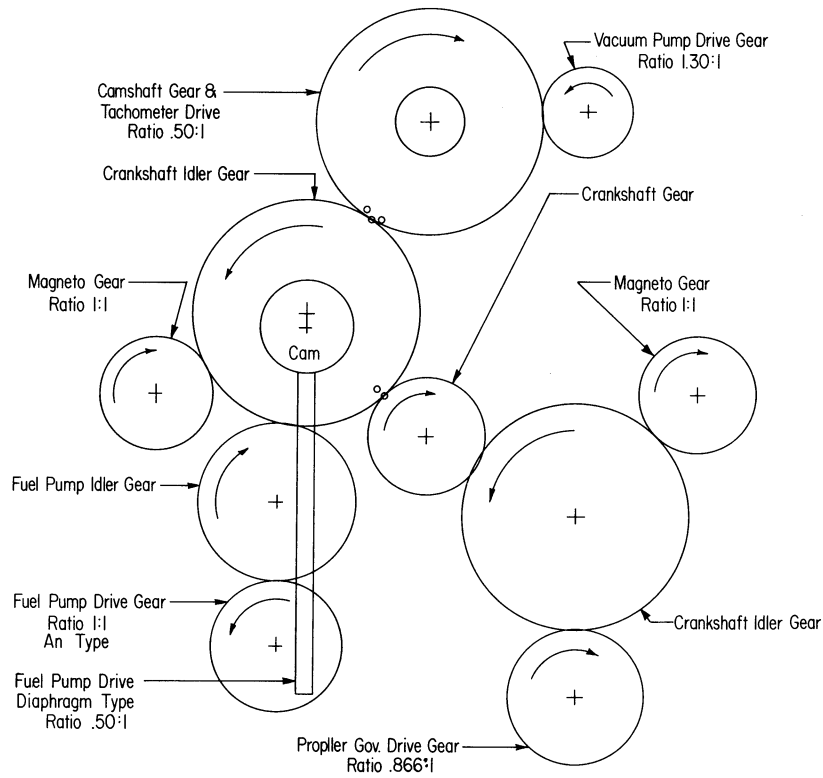 Vacuum Pump Drive Gear
Ratio 1.30:1
Camshaft Gear &
Tachometer Drive
Ratio .50:1
Crankshaft Idler Gear
Crankshaft Gear
Magneto Gear
Ratio 1:1
Magneto Gear
Ratio 1:1
Cam
Fuel Pump Idler Gear
Fuel Pump Drive Gear
Ratio 1:1
An Type
Crankshaft Idler Gear
Fuel Pump Drive
Diaphragm Type
Ratio .50:1
Propller Gov. Drive Gear
Ratio .866:1